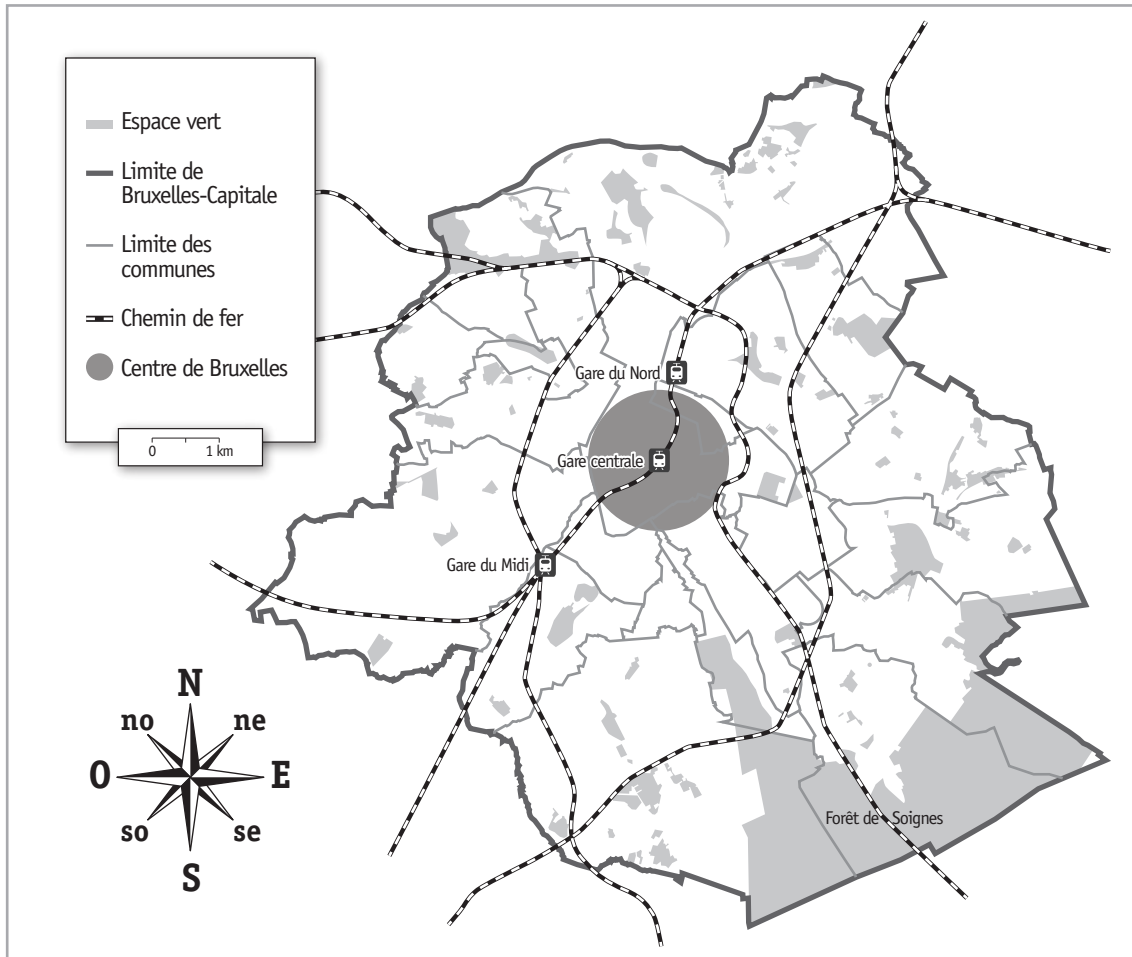 Espace vert
Limite de
Bruxelles-Capitale
Limite des
communes
Chemin de fer
Centre de Bruxelles
0 1 km
Gare du Nord
Gare centrale
Gare du Midi
Forêt de Soignes
N
no ne
O E
so se
S